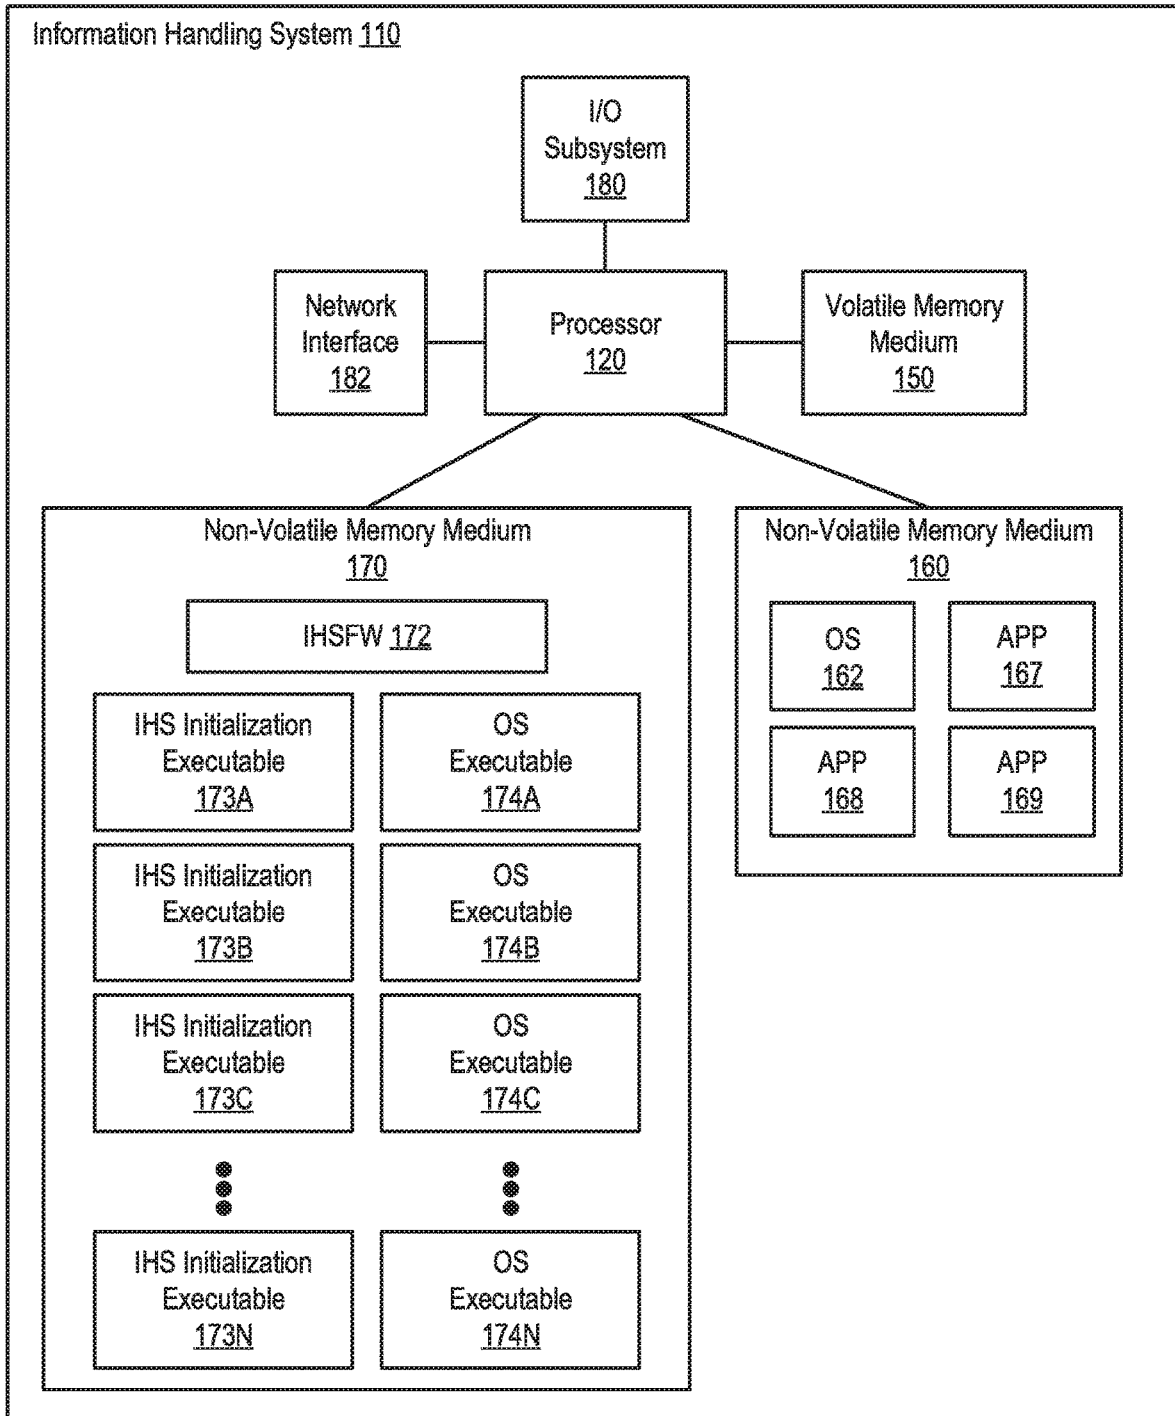 Information Handling System 110
I/O
Subsystem
180
Network
Interface
182
Processor
120
Volatile Memory
Medium
150
Non-Volatile Memory Medium
170
IHSFW 172
IHS Initialization
Executable
173A
OS
Executable
174A
IHS Initialization
Executable
173B
OS
Executable
174B
IHS Initialization
Executable
173C
OS
Executable
174C
IHS Initialization
Executable
173N
OS
Executable
174N
Non-Volatile Memory Medium
160
OS
162
APP
167
APP
168
APP
169